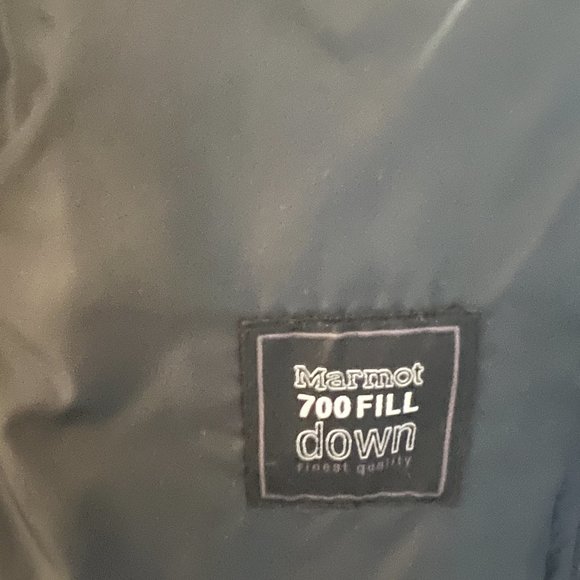 Marmot
700 FILL
down
finest quality